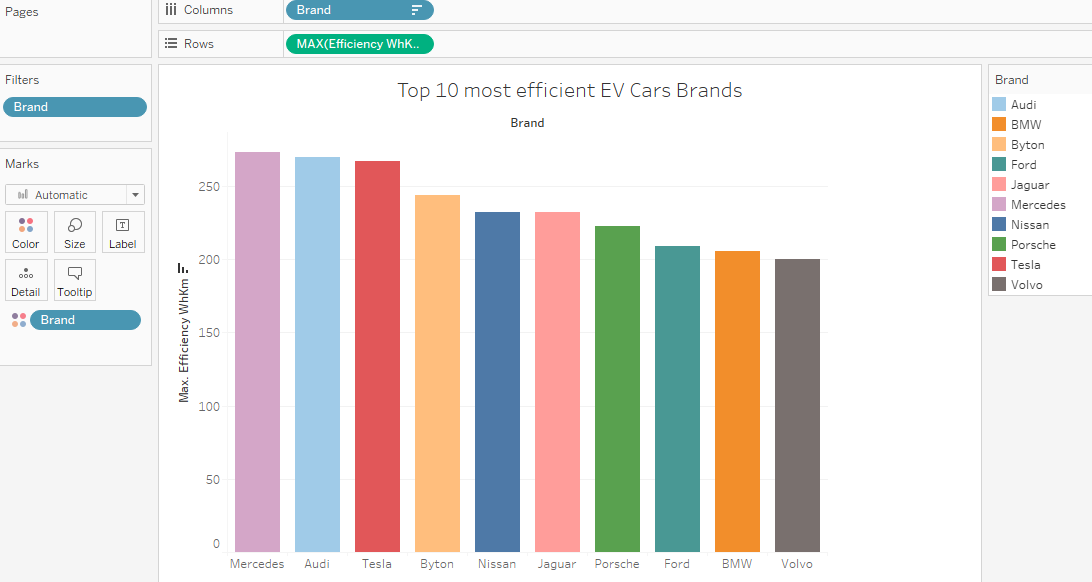 Pages
Columns
Brand
Rows
MAX(Efficiency WhK..
Filters
Brand
Marks
Automatic
Color
Size
Label
Detail
Tooltip
Brand
Top 10 most efficient EV Cars Brands
Brand
Max. Efficiency WhKm
250
200
150
100
50
0
Mercedes Audi Tesla Byton Nissan Jaguar Porsche Ford BMW Volvo
Brand
Audi
BMW
Byton
Ford
Jaguar
Mercedes
Nissan
Porsche
Tesla
Volvo